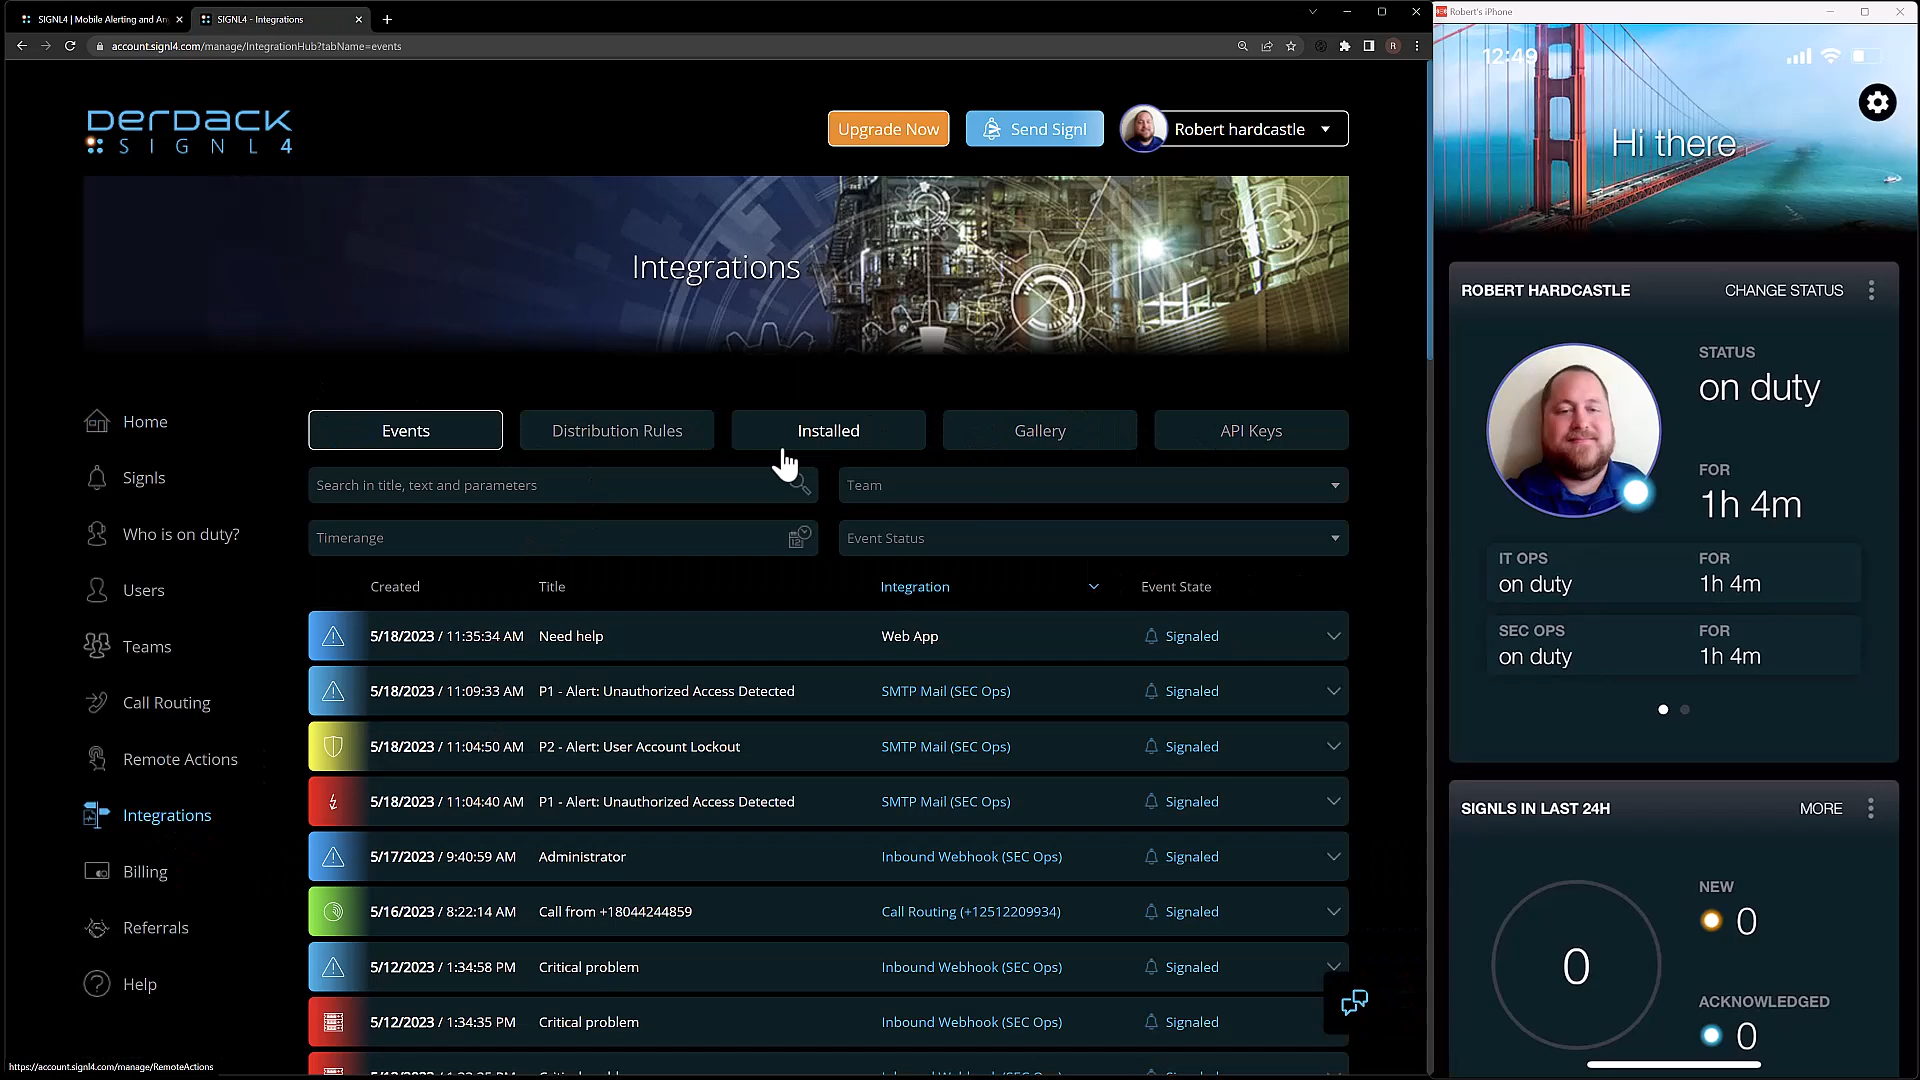 SIGNL4 | Mobile Alerting and An
SIGNL4 - Integrations
account.signl4.com/manage/IntegrationHub?tabName=events
R
DERDACK
SIGNL4
Upgrade Now
Send Signl
Robert hardcastle
Integrations
Home
Signls
Who is on duty?
Users
Teams
Call Routing
Remote Actions
Integrations
Billing
Referrals
Help
Events
Distribution Rules
Installed
Gallery
API Keys
Search in title, text and parameters
Team
Timerange
12
Event Status
Created Title Integration Event State
5/18/2023 / 11:35:34 AM Need help Web App Signaled
5/18/2023 / 11:09:33 AM P1 - Alert: Unauthorized Access Detected SMTP Mail (SEC Ops) Signaled
5/18/2023 / 11:04:50 AM P2 - Alert: User Account Lockout SMTP Mail (SEC Ops) Signaled
5/18/2023 / 11:04:40 AM P1 - Alert: Unauthorized Access Detected SMTP Mail (SEC Ops) Signaled
5/17/2023 / 9:40:59 AM Administrator Inbound Webhook (SEC Ops) Signaled
5/16/2023 / 8:22:14 AM Call from +18044244859 Call Routing (+12512209934) Signaled
5/12/2023 / 1:34:58 PM Critical problem Inbound Webhook (SEC Ops) Signaled
5/12/2023 / 1:34:35 PM Critical problem Inbound Webhook (SEC Ops) Signaled
https://account.signl4.com/manage/RemoteActions
Robert's iPhone
12:49
Hi there
ROBERT HARDCASTLE
CHANGE STATUS
STATUS
on duty
FOR
1h 4m
IT OPS FOR
on duty 1h 4m
SEC OPS FOR
on duty 1h 4m
SIGNLS IN LAST 24H
MORE
0
NEW
0
ACKNOWLEDGED
0